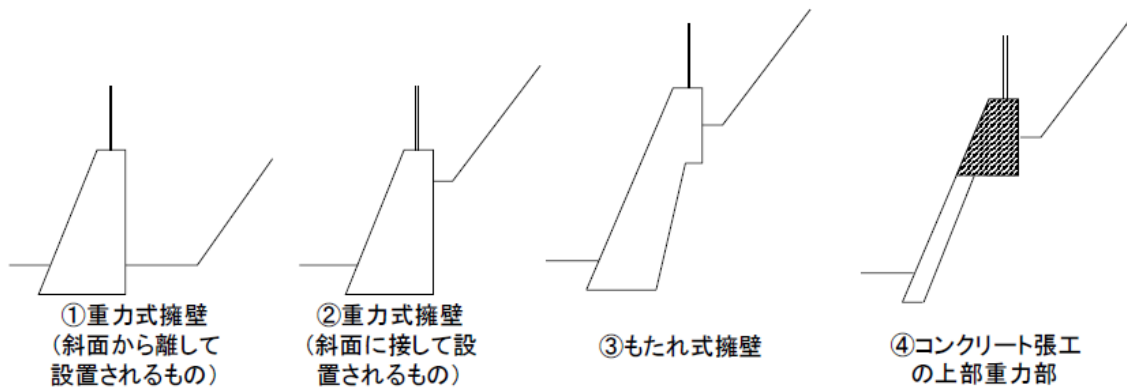 ①重力式擁壁
(斜面から離して
設置されるもの)
②重力式擁壁
(斜面に接して設
置されるもの)
③もたれ式擁壁
④コンクリート張工
の上部重力部